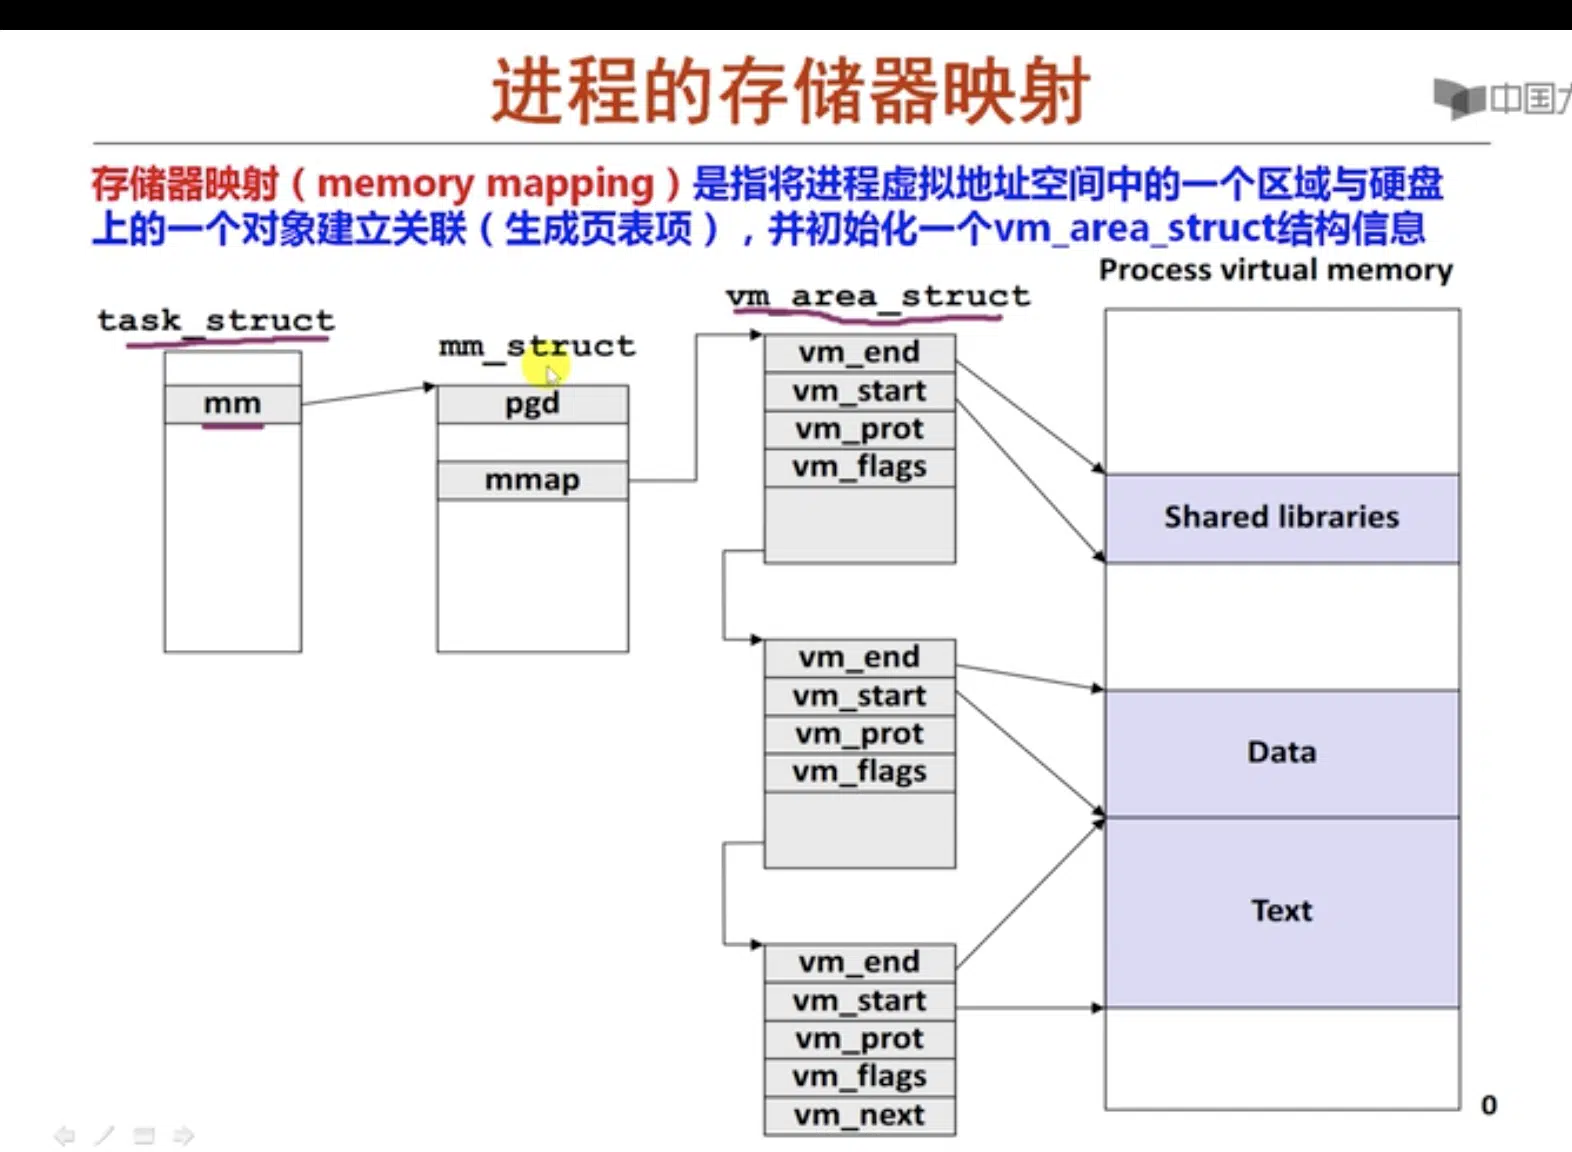 进程的存储器映射
中国
存储器映射（memory mapping）是指将进程虚拟地址空间中的一个区域与硬盘
上的一个对象建立关联（生成页表项），并初始化一个vm_area_struct结构信息
Process virtual memory
task_struct
mm
mm_struct
pgd
mmap
vm_area_struct
vm_end
vm_start
vm_prot
vm_flags
vm_end
vm_start
vm_prot
vm_flags
vm_end
vm_start
vm_prot
vm_flags
vm_next
Shared libraries
Data
Text
0